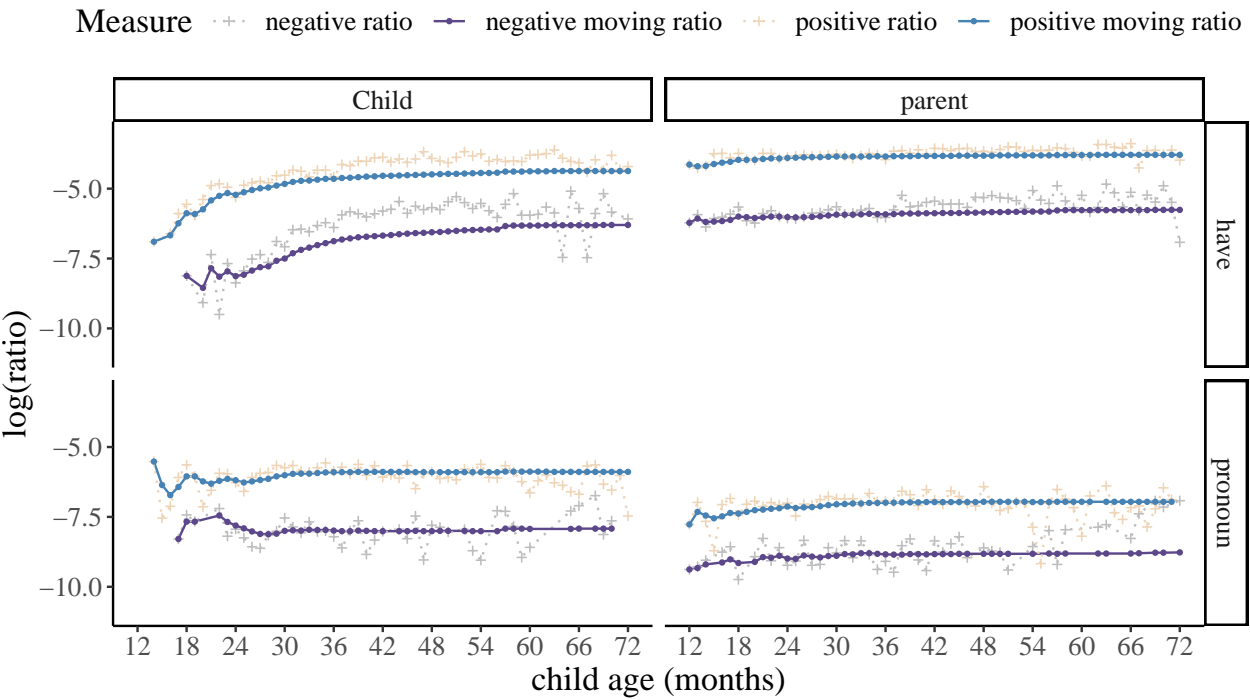 Measure negative ratio negative moving ratio positive ratio positive moving ratio
Child parent
log(ratio)
−5.0
−7.5
−10.0
have
−5.0
−7.5
−10.0
pronoun
12 18 24 30 36 42 48 54 60 66 72 12 18 24 30 36 42 48 54 60 66 72
child age (months)